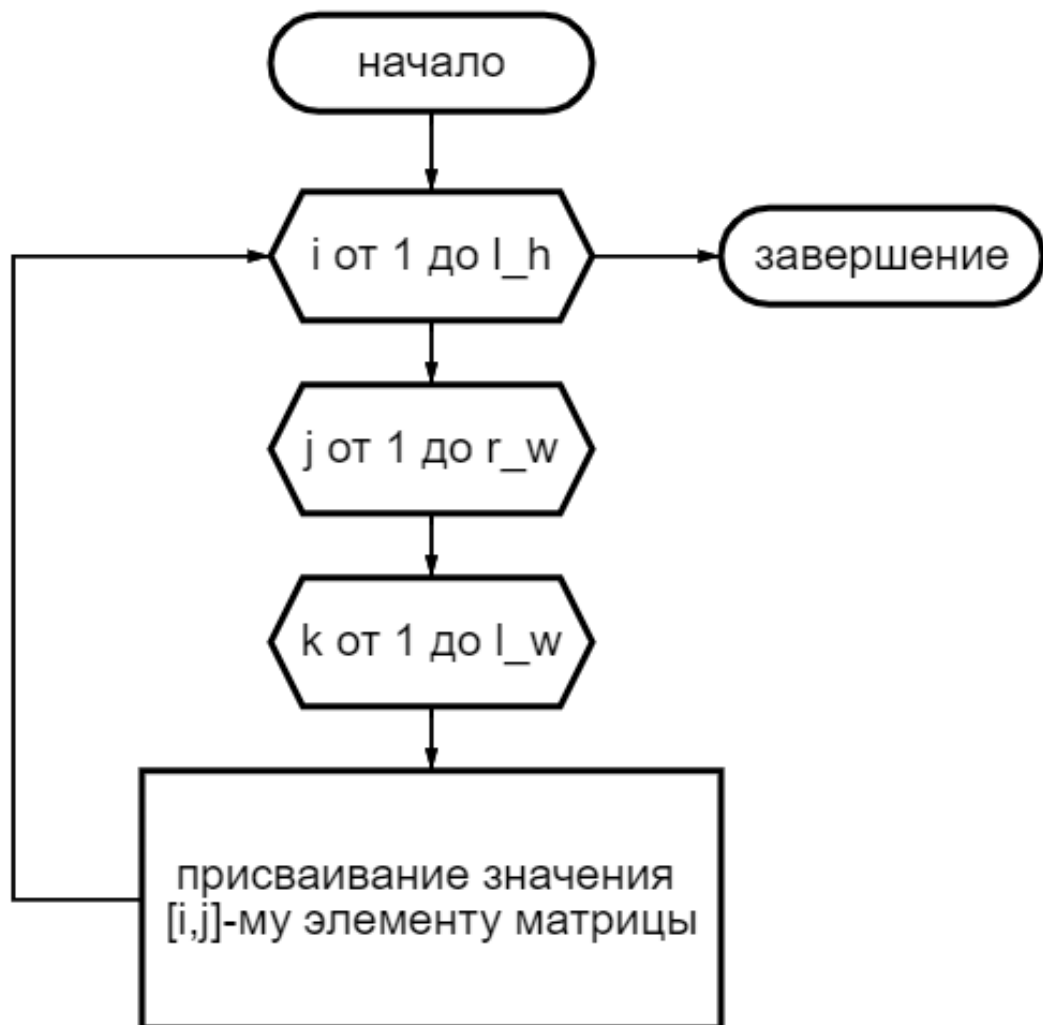 начало
i от 1 до l_h
завершение
j от 1 до r_w
k от 1 до l_w
присваивание значения
[i,j]-му элементу матрицы